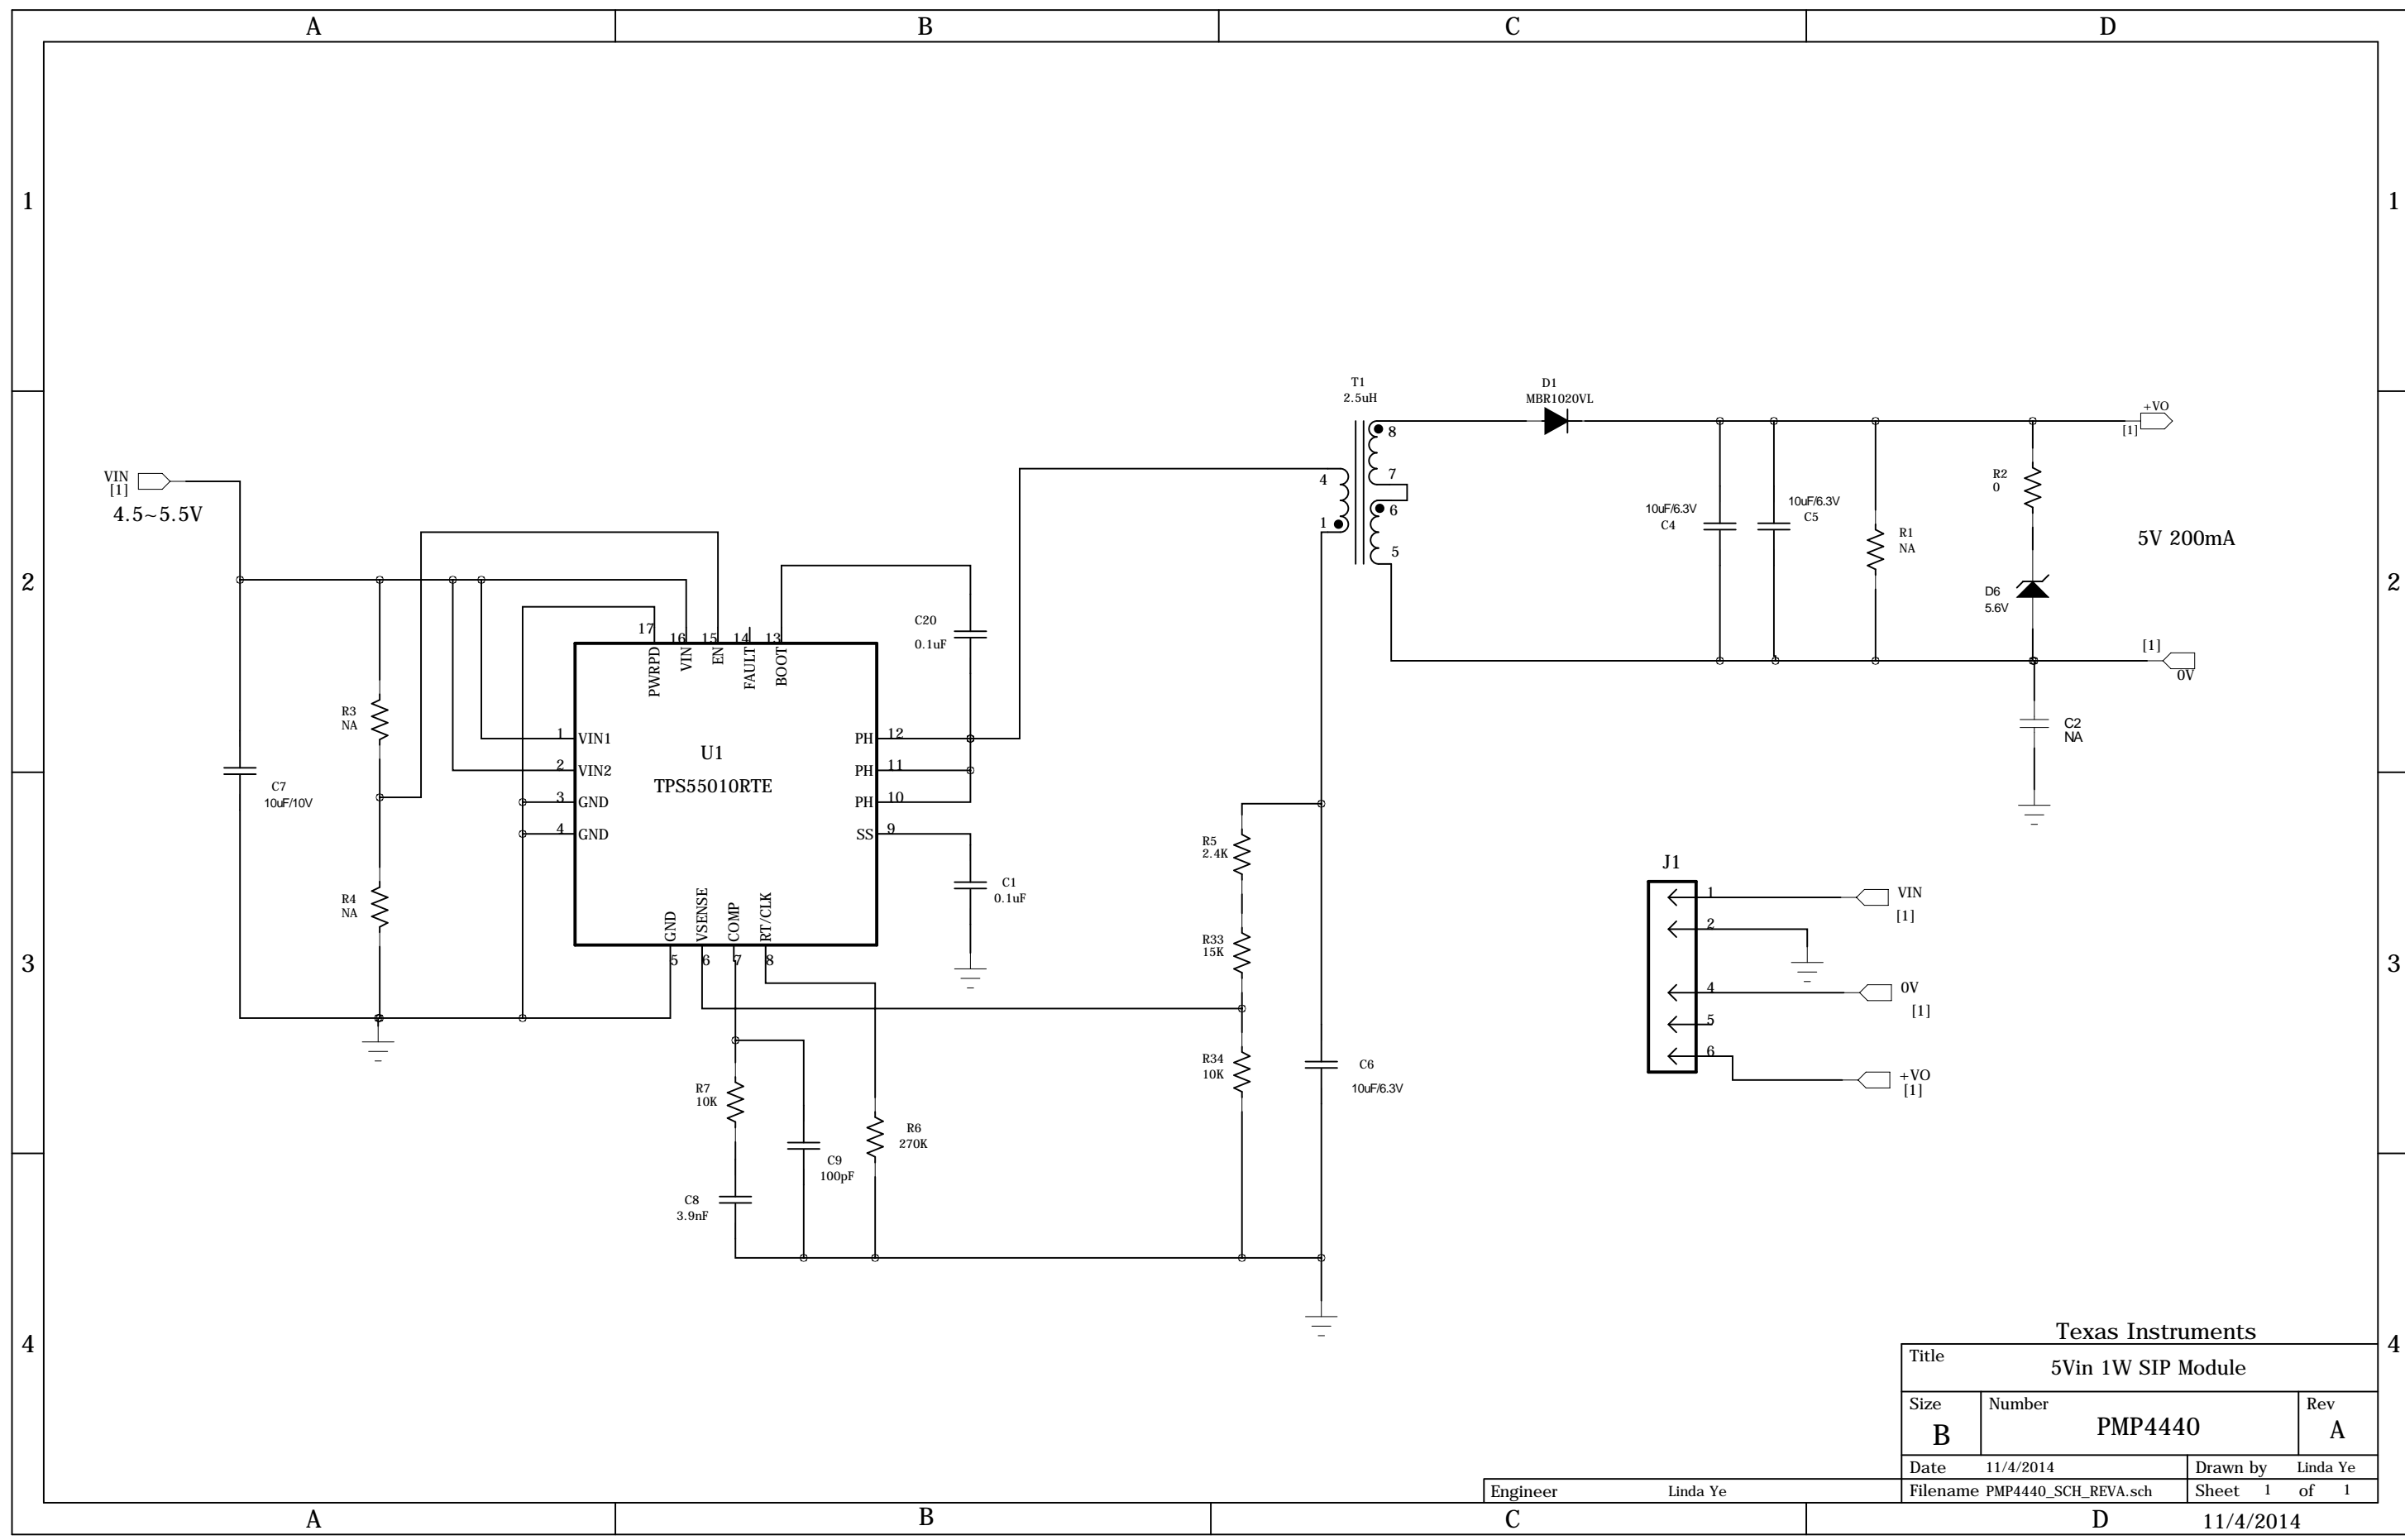 A B C D
1 1
T1
2.5uH
D1
MBR1020VL
+VO
[1]
8
7
6
5
4
1
VIN
[1]
4.5~5.5V
R2
0
10uF/6.3V
C4
10uF/6.3V
C5
R1
NA
5V 200mA
2 2
D6
5.6V
C20
0.1uF
17 16 15 14 13
PWRPD VIN EN FAULT BOOT
[1]
0V
R3
NA
C2
NA
1 VIN1
2 VIN2
3 GND
4 GND
U1
TPS55010RTE
PH 12
PH 11
PH 10
SS 9
C7
10uF/10V
R5
2.4K
J1
C1
0.1uF
R4
NA
GND VSENSE COMP RT/CLK
5 6 7 8
1 VIN
[1]
2
R33
15K
3 3
4 0V
[1]
5
6 +VO
[1]
R34
10K
C6
10uF/6.3V
R7
10K
R6
270K
C9
100pF
C8
3.9nF
4 4
Texas Instruments
Title
5Vin 1W SIP Module
Size Number Rev
B PMP4440 A
Date 11/4/2014 Drawn by Linda Ye
Engineer Linda Ye Filename PMP4440_SCH_REVA.sch Sheet 1 of 1
A B C D 11/4/2014